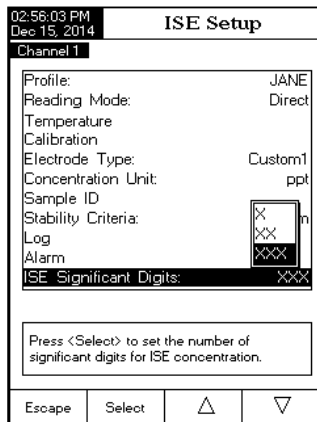 02:56:03 PM
Dec 15, 2014
ISE Setup
Channel 1
Profile: JANE
Reading Mode: Direct
Temperature
Calibration
Electrode Type: Custom1
Concentration Unit: ppt
Sample ID
Stability Criteria:
Log
Alarm
X
XX
XXX
ISE Significant Digits: XXX
Press <Select> to set the number of
significant digits for ISE concentration.
Escape Select